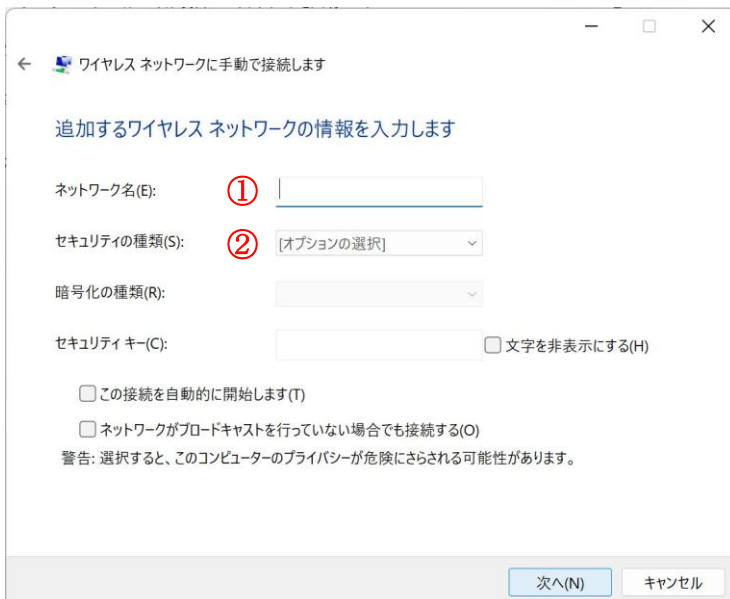 ワイヤレス ネットワークに手動で接続します
追加するワイヤレス ネットワークの情報を入力します
ネットワーク名(E): ①
セキュリティの種類(S): ② [オプションの選択]
暗号化の種類(R):
セキュリティ キー(C): 文字を非表示にする(H)
この接続を自動的に開始します(T)
ネットワークがブロードキャストを行っていない場合でも接続する(O)
警告: 選択すると、このコンピューターのプライバシーが危険にさらされる可能性があります。
次へ(N) キャンセル